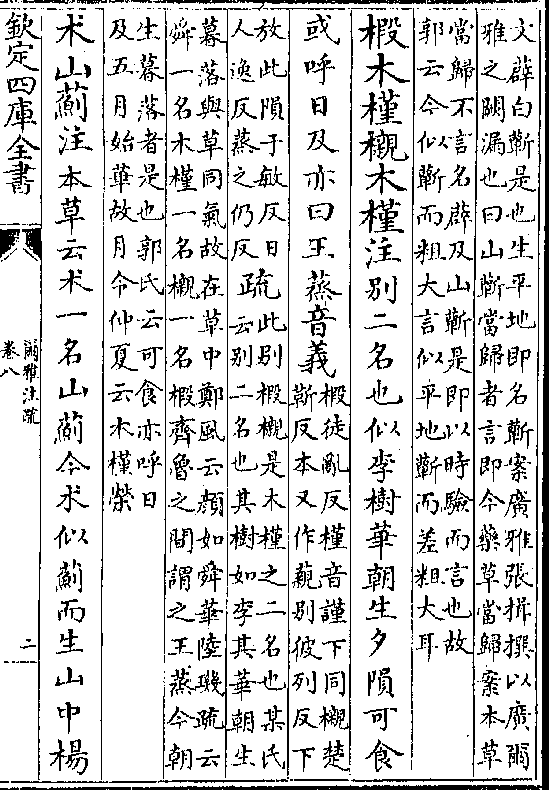 文薜白蘄是也生平地即名蘄案廣雅張揖撰以廣爾
雅之闕漏也曰山蘄當歸者言即今藥草當歸案本草
當歸不言名薜及山蘄是即以時驗而言也故
郭云今似蘄而粗大言似平地蘄而差粗大耳
椴木槿櫬木槿注别二名也似李樹華朝生夕隕可食
或呼日及亦曰王蒸音義
椴徒亂反槿音謹下同櫬楚
靳反本又作藽别彼列反下
放此隕于敏反日
人逸反蒸之仍反
疏
此别椴櫬是木槿之二名也某氏
云别二名也其樹如李其華朝生
暮落與草同氣故在草中鄭風云顔如舜華陸璣疏云
舜一名木槿一名櫬一名椴齊魯之間謂之王蒸今朝
生暮落者是也郭氏云可食亦呼日
及五月始華故月令仲夏云木槿榮
术山薊注本草云术一名山薊今术似薊而生山中楊
欽定四庫全書
爾雅注疏
卷八
二